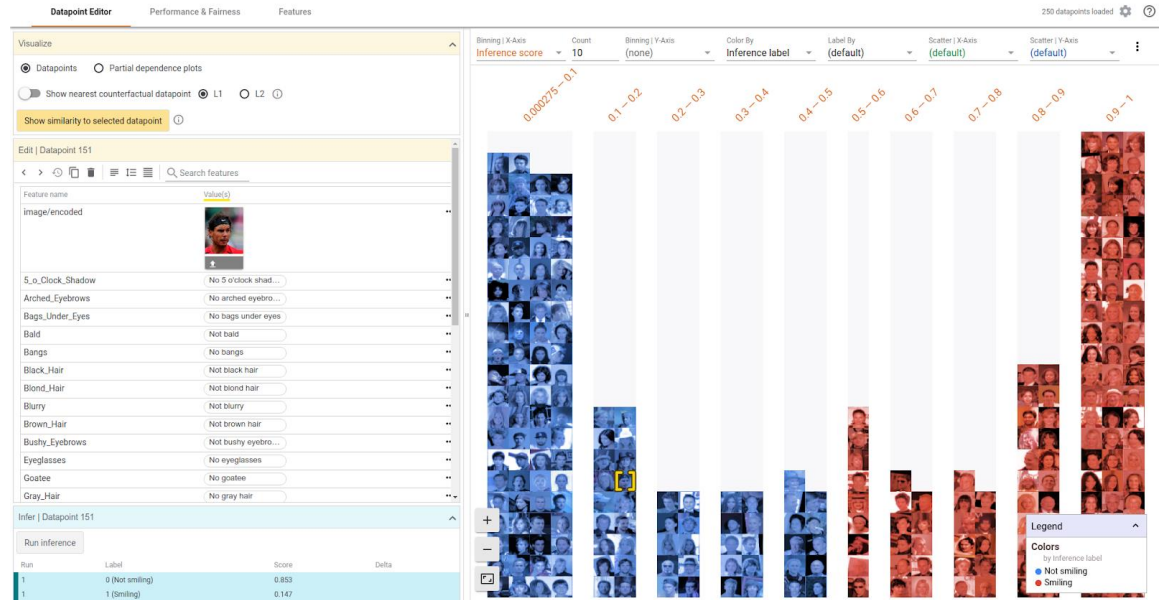 Datapoint Editor Performance & Fairness Features 250 datapoints loaded
Visualize
Datapoints Partial dependence plots
Show nearest counterfactual datapoint L1 L2
Show similarity to selected datapoint
Edit | Datapoint 151
Search features
Feature name Value(s)
image/encoded
5_o_Clock_Shadow No 5 o'clock shad...
Arched_Eyebrows No arched eyebro...
Bags_Under_Eyes No bags under eyes
Bald Not bald
Bangs No bangs
Black_Hair Not black hair
Blond_Hair Not blond hair
Blurry Not blurry
Brown_Hair Not brown hair
Bushy_Eyebrows Not bushy eyebro...
Eyeglasses No eyeglasses
Goatee No goatee
Gray_Hair No gray hair
Infer | Datapoint 151
Run inference
Run Label Score Delta
1 0 (Not smiling) 0.853
1 1 (Smiling) 0.147
Binning | X-Axis Count Binning | Y-Axis Color By Label By Scatter | X-Axis Scatter | Y-Axis
Inference score 10 (none) Inference label (default) (default) (default)
0.000275 – 0.1 0.1 – 0.2 0.2 – 0.3 0.3 – 0.4 0.4 – 0.5 0.5 – 0.6 0.6 – 0.7 0.7 – 0.8 0.8 – 0.9 0.9 – 1
Legend
Colors
by Inference label
Not smiling
Smiling